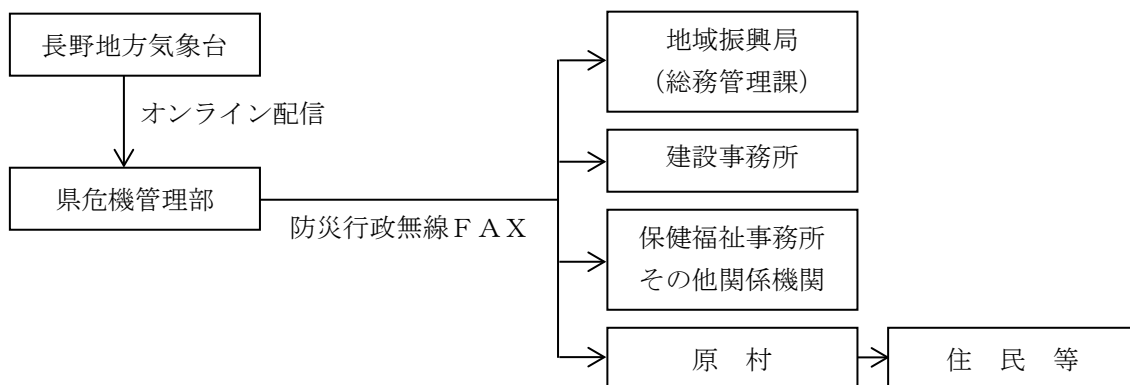 長野地方気象台
オンライン配信
県危機管理部
防災行政無線ＦＡＸ
地域振興局
（総務管理課）
建設事務所
保健福祉事務所
その他関係機関
原　村
住　民　等